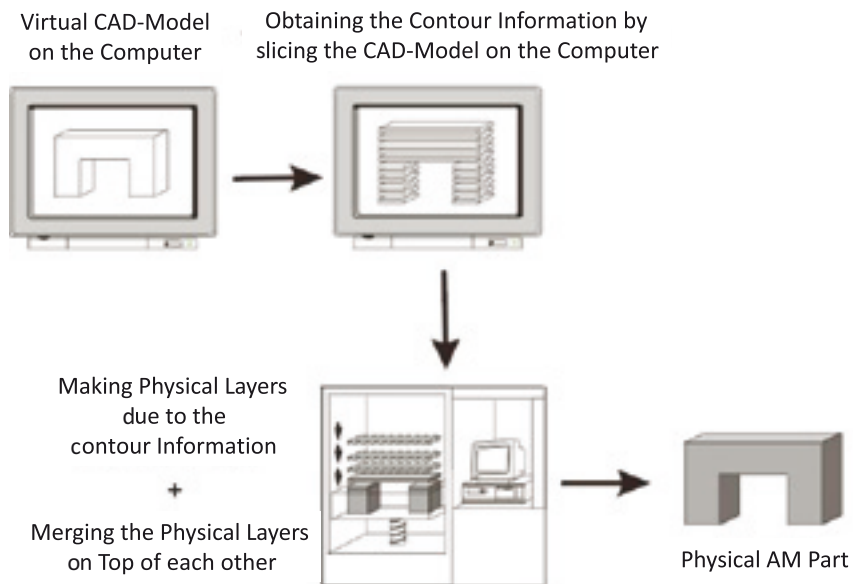 Virtual CAD-Model
on the Computer
Obtaining the Contour Information by
slicing the CAD-Model on the Computer
Making Physical Layers
due to the
contour Information
+
Merging the Physical Layers
on Top of each other
Physical AM Part